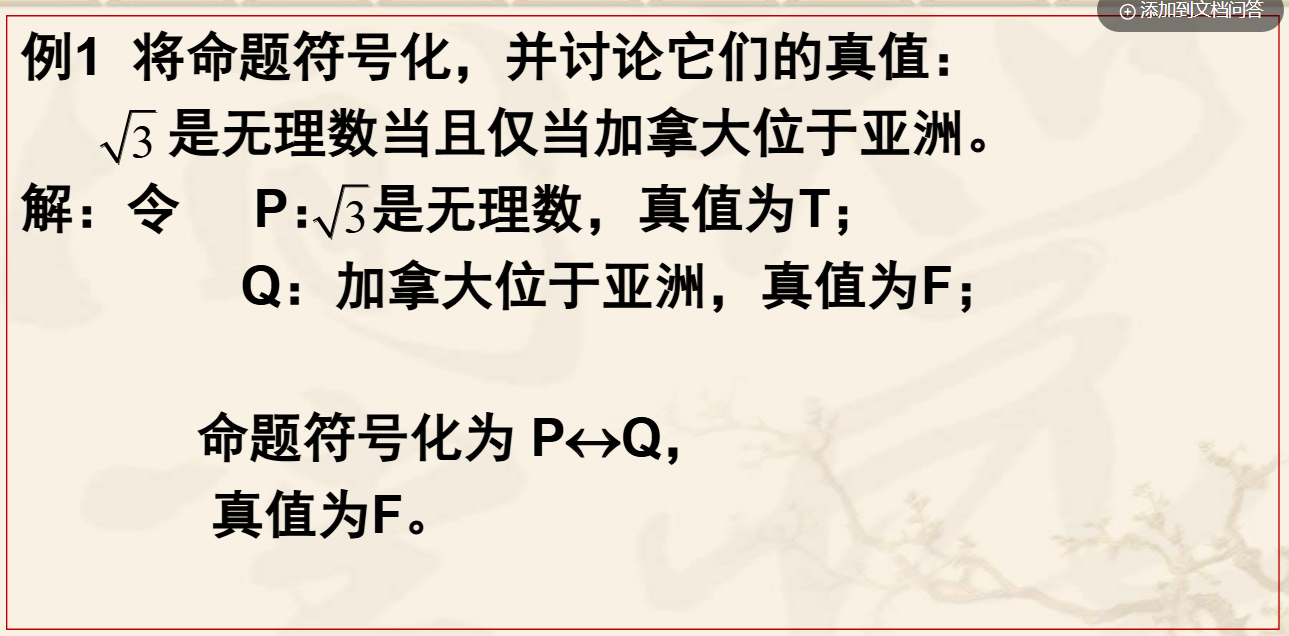 添加到文档问答
例1 将命题符号化，并讨论它们的真值：
√3 是无理数当且仅当加拿大位于亚洲。
解：令 P：√3是无理数，真值为T；
Q：加拿大位于亚洲，真值为F；
命题符号化为 P↔Q，
真值为F。